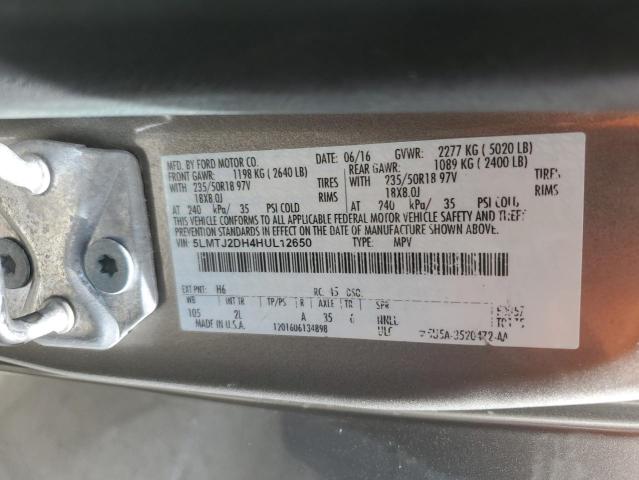 MFD. BY FORD MOTOR CO.
DATE: 06/16 GVWR: 2277 KG ( 5020 LB)
FRONT GAWR: 1198 KG ( 2640 LB) REAR GAWR: 1089 KG ( 2400 LB)
WITH 235/50R18 97V TIRES WITH 235/50R18 97V TIRES
18X8.0J RIMS 18X8.0J RIMS
AT 240 kPa/ 35 PSI COLD AT 240 kPa/ 35 PSI COLD
THIS VEHICLE CONFORMS TO ALL APPLICABLE FEDERAL MOTOR VEHICLE SAFETY AND THEFT
PREVENTION STANDARDS IN EFFECT ON THE DATE OF MANUFACTURE SHOWN ABOVE.
VIN: 5LMTJ2DH4HUL12650 TYPE: MPV
EXT PNT: H6 RC: 45 DSO:
WB INT TR TP/PS R AXLE TR SPR
105 2L A 35 6
MADE IN U.S.A. 1201606134898